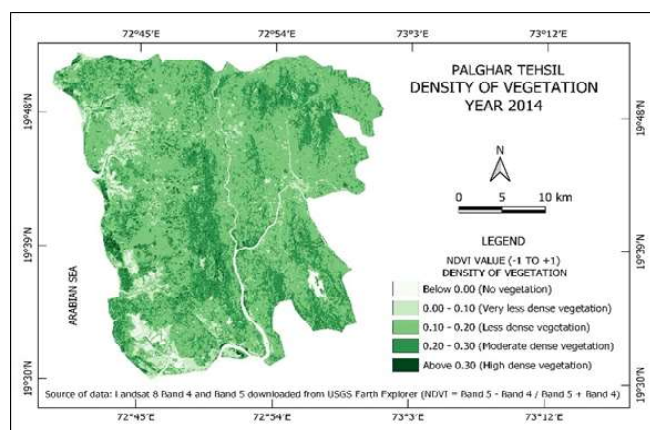 72°45'E 72°54'E 73°3'E 73°12'E
PALGHAR TEHSIL
DENSITY OF VEGETATION
YEAR 2014
19°48'N 19°48'N
N
0 5 10 km
19°39'N 19°39'N
ARABIAN SEA
LEGEND
NDVI VALUE (-1 TO +1)
DENSITY OF VEGETATION
Below 0.00 (No vegetation)
0.00 - 0.10 (Very less dense vegetation)
0.10 - 0.20 (Less dense vegetation)
0.20 - 0.30 (Moderate dense vegetation)
Above 0.30 (High dense vegetation)
19°30'N 19°30'N
Source of data: Landsat 8 Band 4 and Band 5 downloaded from USGS Earth Explorer (NDVI = Band 5 - Band 4 / Band 5 + Band 4)
72°45'E 72°54'E 73°3'E 73°12'E